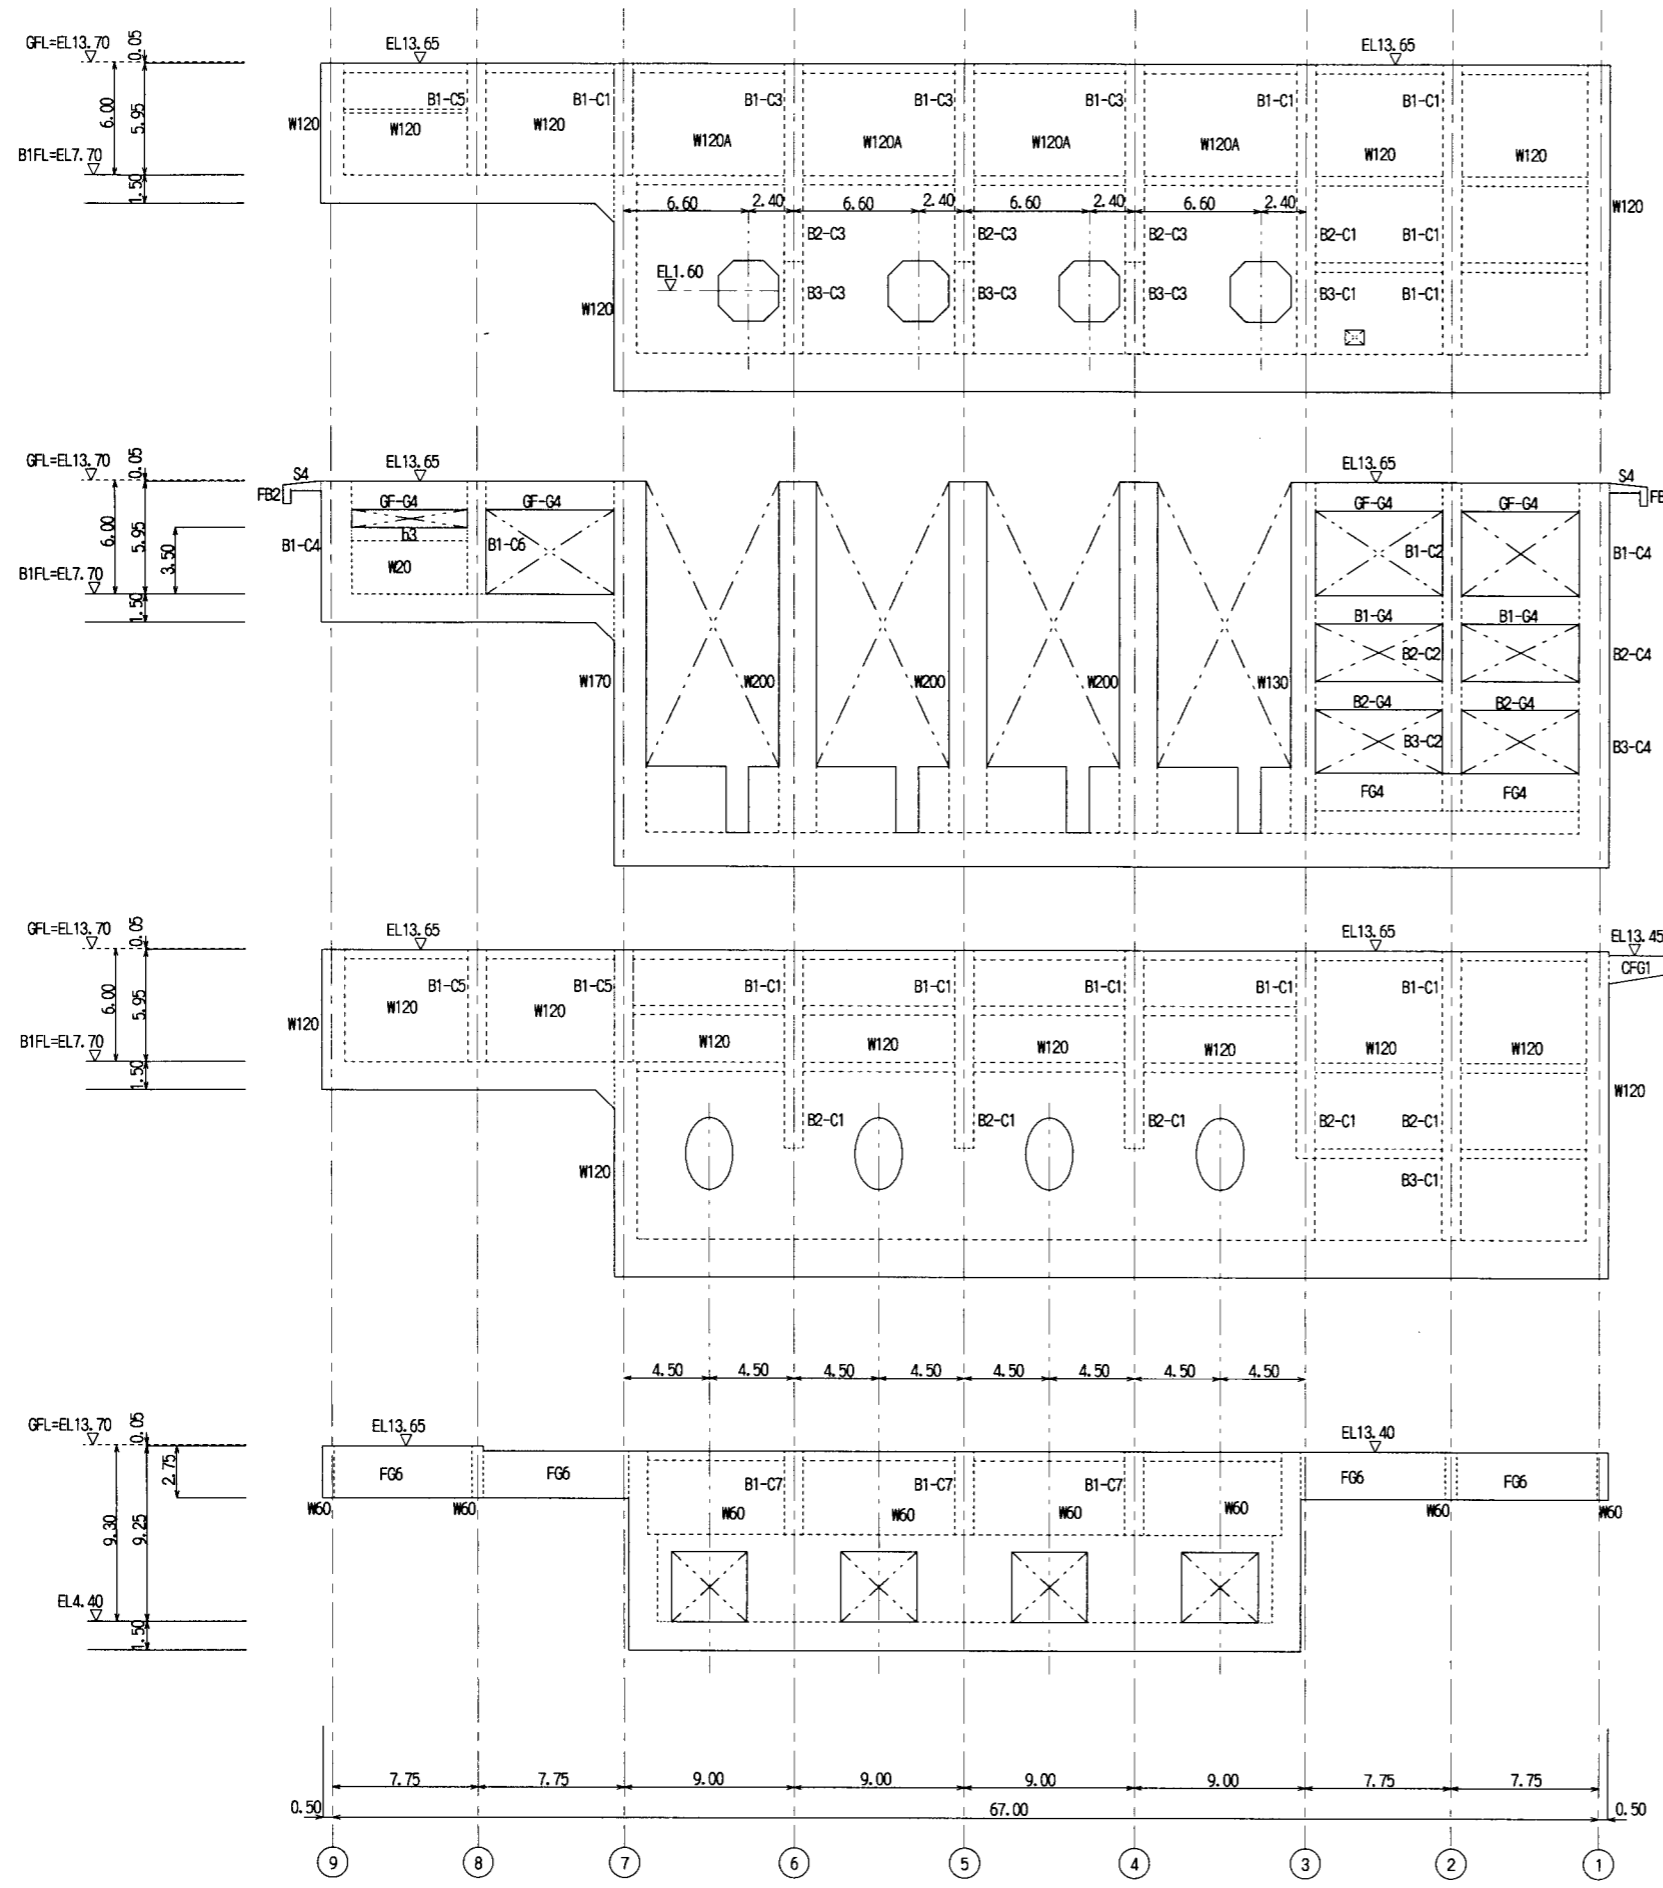 GFL=EL13.70 0.05 EL13.65 EL13.65
6.00 5.95 W120 B1-C5 W120 B1-C1 W120 B1-C3 W120A B1-C3 W120A B1-C3 W120A B1-C1 W120A B1-C1 W120 W120
B1FL=EL7.70 1.50
6.60 2.40 6.60 2.40 6.60 2.40 6.60 2.40 W120
B2-C3 B2-C3 B2-C3 B2-C1 B1-C1
EL1.60 W120 B3-C3 B3-C3 B3-C3 B3-C1 B1-C1
GFL=EL13.70 0.05 S4 EL13.65 EL13.65 S4
FB2 GF-G4 GF-G4 GF-G4 GF-G4 FB
6.00 5.95 3.50 B1-C4 b3 W20 B1-C6 B1-C2 B1-C4
B1FL=EL7.70 1.50
B1-G4 B1-G4
W170 W200 W200 W200 W130 B2-C2 B2-C4
B2-G4 B2-G4
B3-C2 B3-C4
FG4 FG4
GFL=EL13.70 0.05 EL13.65 EL13.65 EL13.45
CFG1
6.00 5.95 W120 B1-C5 W120 B1-C5 W120 B1-C1 W120 B1-C1 W120 B1-C1 W120 B1-C1 W120 B1-C1 W120 W120
B1FL=EL7.70 1.50 W120
B2-C1 B2-C1 B2-C1 B2-C1 B2-C1
W120 B3-C1
4.50 4.50 4.50 4.50 4.50 4.50 4.50 4.50
GFL=EL13.70 0.05 EL13.65 EL13.40
2.75 FG6 FG6 B1-C7 B1-C7 B1-C7 FG6 FG6
W60 W60 W60 W60 W60 W60 W60 W60
9.30 9.25
EL4.40 1.50
7.75 7.75 9.00 9.00 9.00 9.00 7.75 7.75
0.50 67.00 0.50
9 8 7 6 5 4 3 2 1